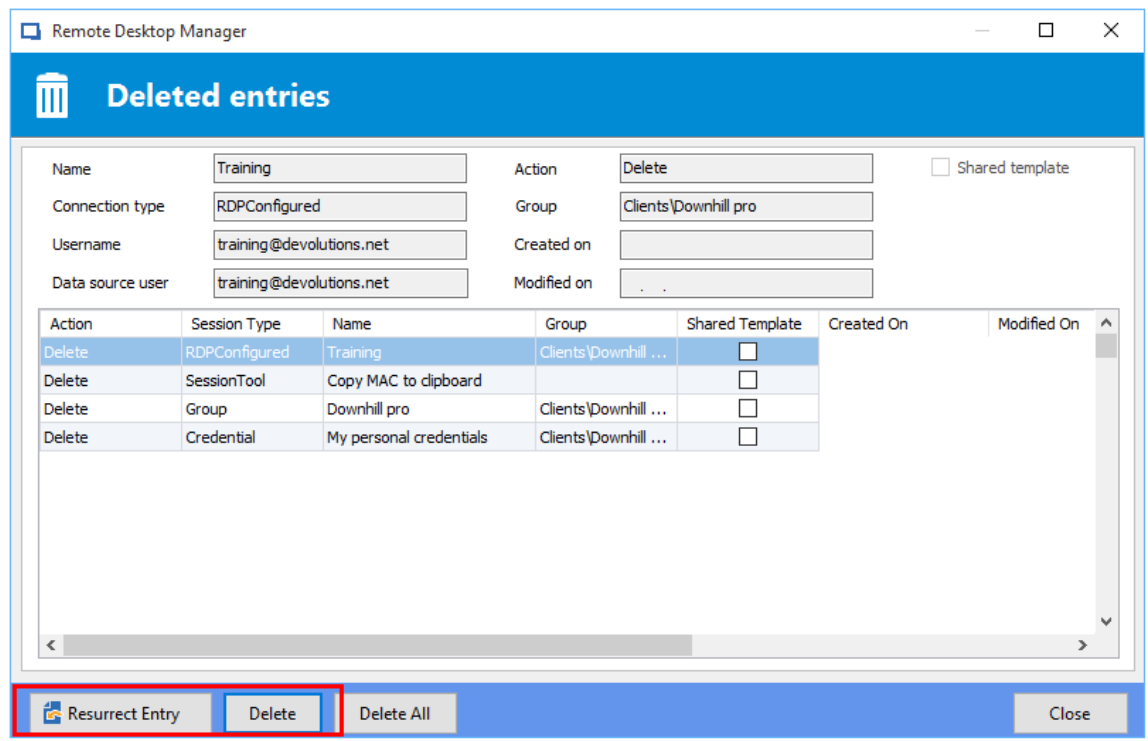 Remote Desktop Manager
Deleted entries
Name Training Action Delete Shared template
Connection type RDPConfigured Group Clients\Downhill pro
Username training@devolutions.net Created on
Data source user training@devolutions.net Modified on . .
Action Session Type Name Group Shared Template Created On Modified On
Delete RDPConfigured Training Clients\Downhill ...
Delete SessionTool Copy MAC to clipboard
Delete Group Downhill pro Clients\Downhill ...
Delete Credential My personal credentials Clients\Downhill ...
Resurrect Entry Delete Delete All Close